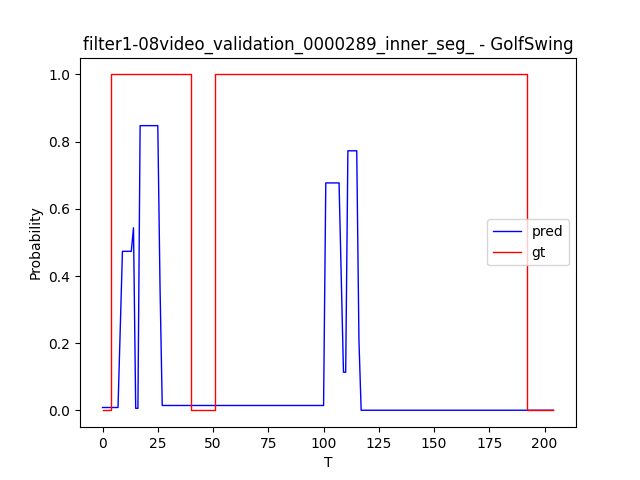 filter1-08video_validation_0000289_inner_seg_ - GolfSwing
1.0
0.8
0.6
0.4
0.2
0.0
Probability
pred
gt
0 25 50 75 100 125 150 175 200
T